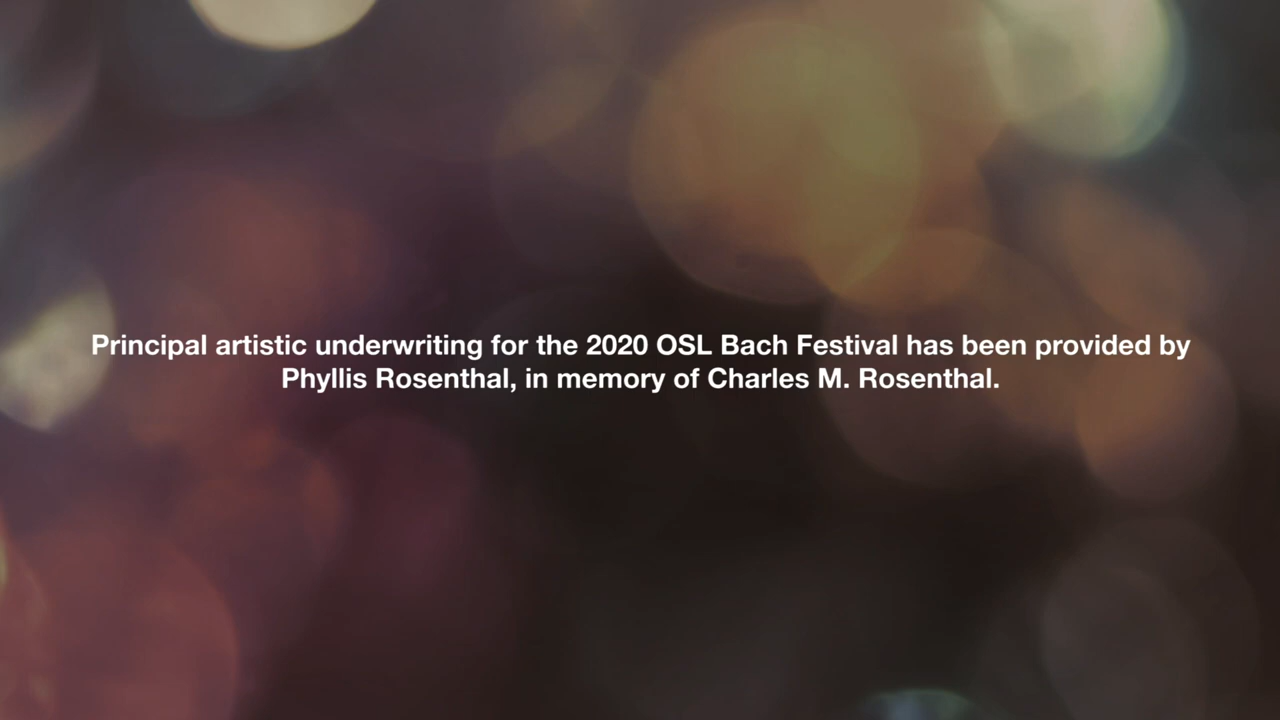 Principal artistic underwriting for the 2020 OSL Bach Festival has been provided by
Phyllis Rosenthal, in memory of Charles M. Rosenthal.